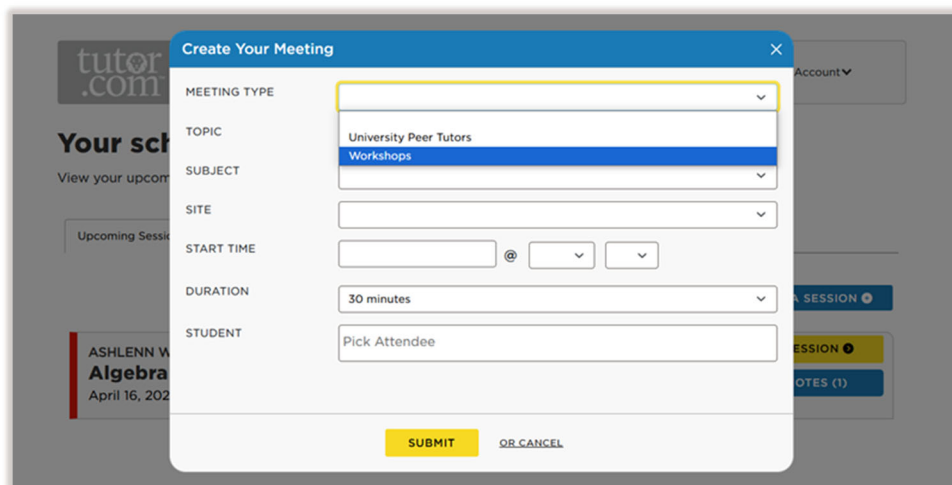 tutor
.com
Account
Your sch
View your upcom
Upcoming Sessio
A SESSION
ASHLENN W
Algebra
April 16, 202
ESSION
OTES (1)
Create Your Meeting
MEETING TYPE
University Peer Tutors
Workshops
TOPIC
SUBJECT
SITE
START TIME
@
DURATION
30 minutes
STUDENT
Pick Attendee
SUBMIT
OR CANCEL